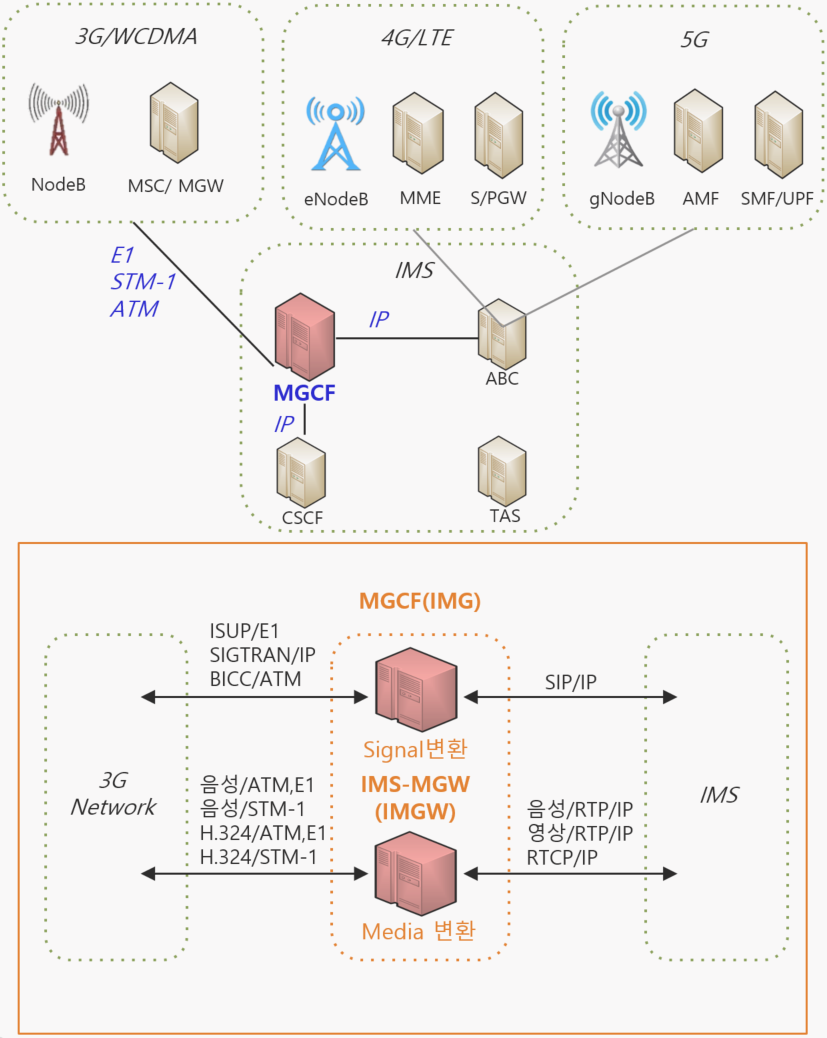 3G/WCDMA
4G/LTE
5G
NodeB
MSC/ MGW
eNodeB
MME
S/PGW
gNodeB
AMF
SMF/UPF
E1
STM-1
ATM
IMS
IP
MGCF
ABC
IP
CSCF
TAS
MGCF(IMG)
ISUP/E1
SIGTRAN/IP
BICC/ATM
SIP/IP
Signal변환
3G
Network
음성/ATM,E1
음성/STM-1
H.324/ATM,E1
H.324/STM-1
IMS-MGW
(IMGW)
음성/RTP/IP
영상/RTP/IP
RTCP/IP
IMS
Media 변환